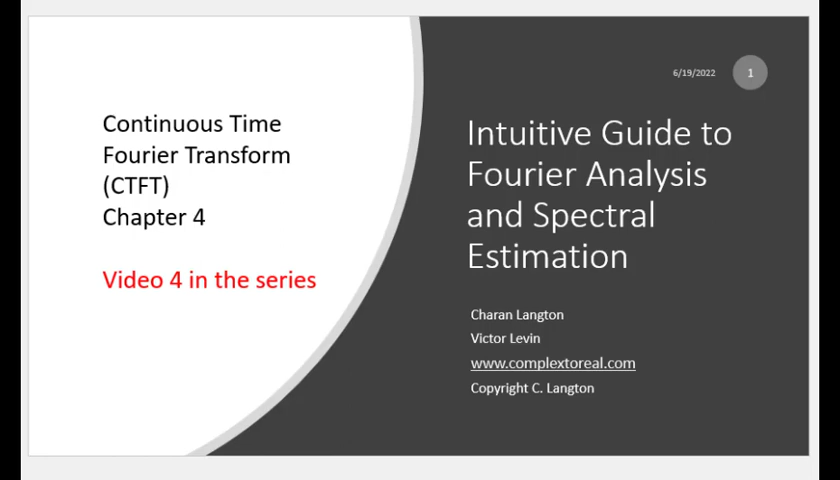 Continuous Time
Fourier Transform
(CTFT)
Chapter 4
Video 4 in the series
6/19/2022
1
Intuitive Guide to
Fourier Analysis
and Spectral
Estimation
Charan Langton
Victor Levin
www.complextoreal.com
Copyright C. Langton